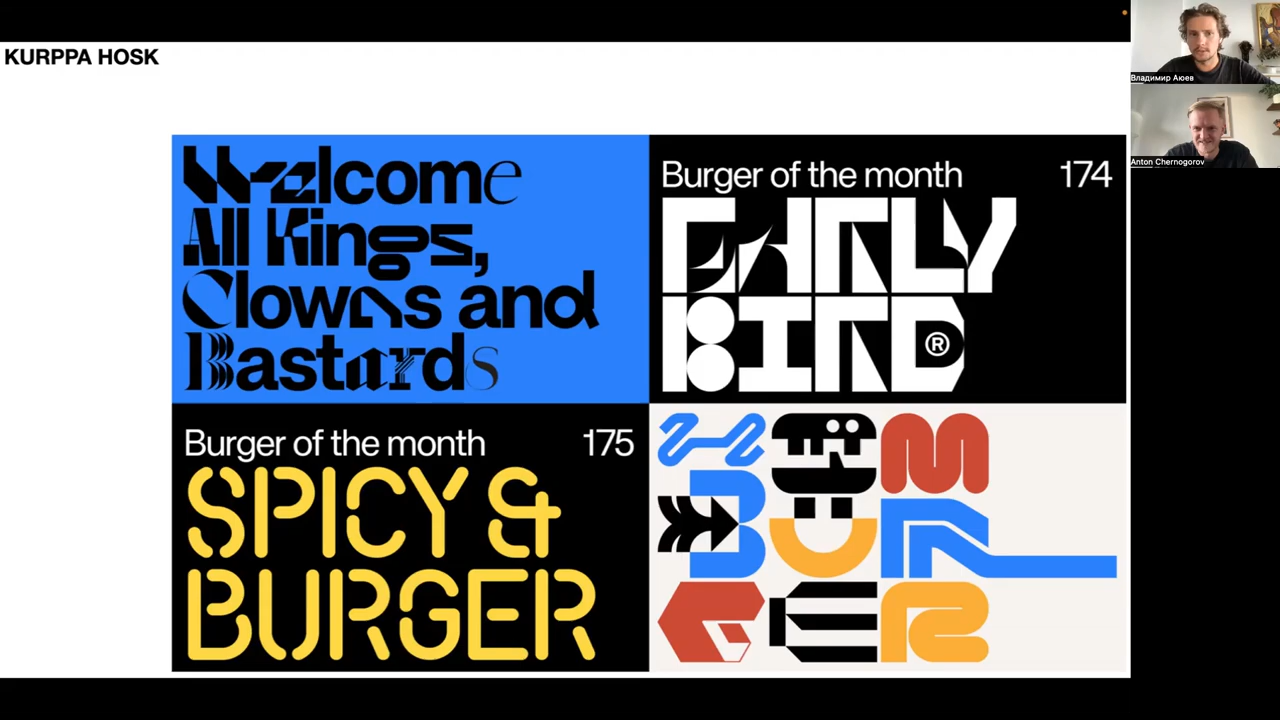 KURPPA HOSK
Welcome
All Kings,
Clowns and
Bastards
Burger of the month 174
EARLY
BIRD®
Burger of the month 175
SPICY &
BURGER
Владимир Аюев
Anton Chernogorov